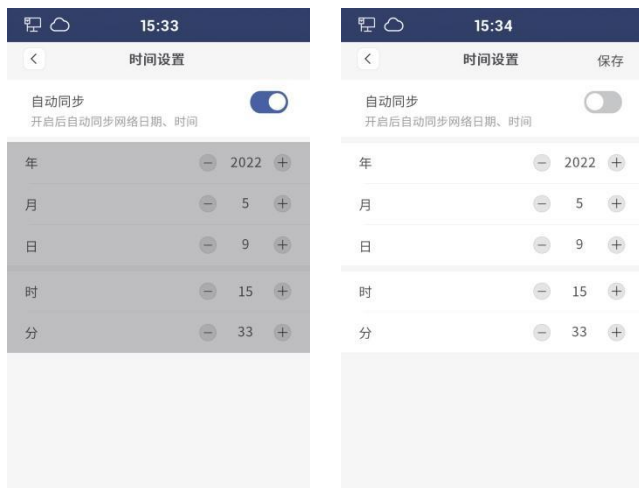 15:33
时间设置
自动同步
开启后自动同步网络日期、时间
年 2022
月 5
日 9
时 15
分 33
15:34
时间设置 保存
自动同步
开启后自动同步网络日期、时间
年 2022
月 5
日 9
时 15
分 33